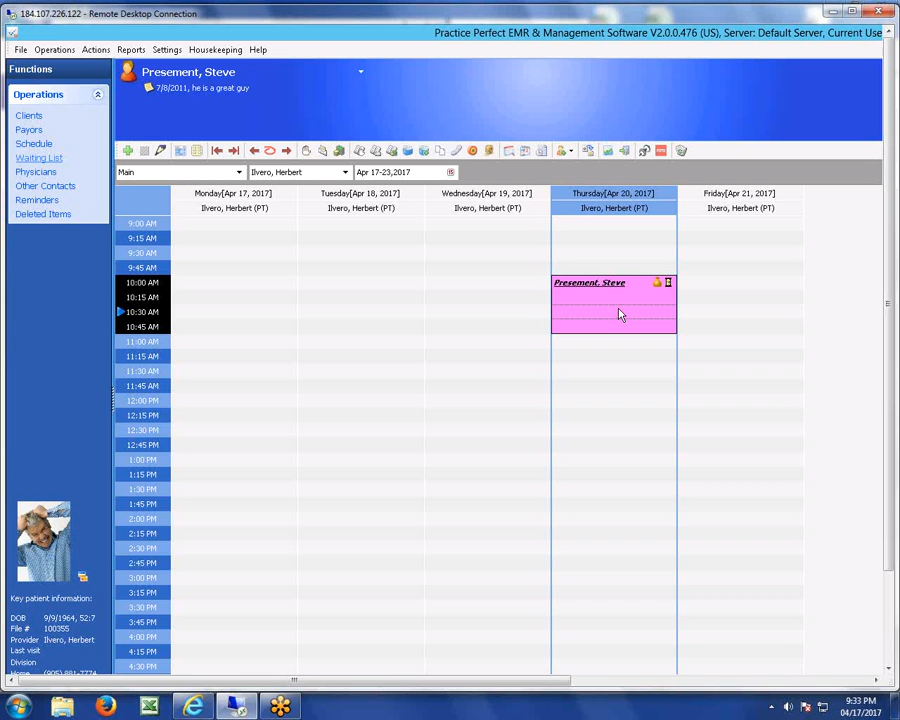 184.107.226.122 - Remote Desktop Connection
Practice Perfect EMR & Management Software V2.0.0.476 (US), Server: Default Server, Current Use
File Operations Actions Reports Settings Housekeeping Help
Functions
Operations
Clients
Payors
Schedule
Waiting List
Physicians
Other Contacts
Reminders
Deleted Items
Presement, Steve
7/8/2011, he is a great guy
Main
Ilvero, Herbert
Apr 17-23,2017
Monday[Apr 17, 2017] Tuesday[Apr 18, 2017] Wednesday[Apr 19, 2017] Thursday[Apr 20, 2017] Friday[Apr 21, 2017]
Ilvero, Herbert (PT) Ilvero, Herbert (PT) Ilvero, Herbert (PT) Ilvero, Herbert (PT) Ilvero, Herbert (PT)
9:00 AM
9:15 AM
9:30 AM
9:45 AM
10:00 AM Presement, Steve
10:15 AM
10:30 AM
10:45 AM
11:00 AM
11:15 AM
11:30 AM
11:45 AM
12:00 PM
12:15 PM
12:30 PM
12:45 PM
1:00 PM
1:15 PM
1:30 PM
1:45 PM
2:00 PM
2:15 PM
2:30 PM
2:45 PM
3:00 PM
3:15 PM
3:30 PM
3:45 PM
4:00 PM
4:15 PM
4:30 PM
Key patient information:
DOB 9/9/1964, 52:7
File # 100355
Provider Ilvero, Herbert
Last visit
Division
Home (905) 881-7774
9:33 PM
04/17/2017